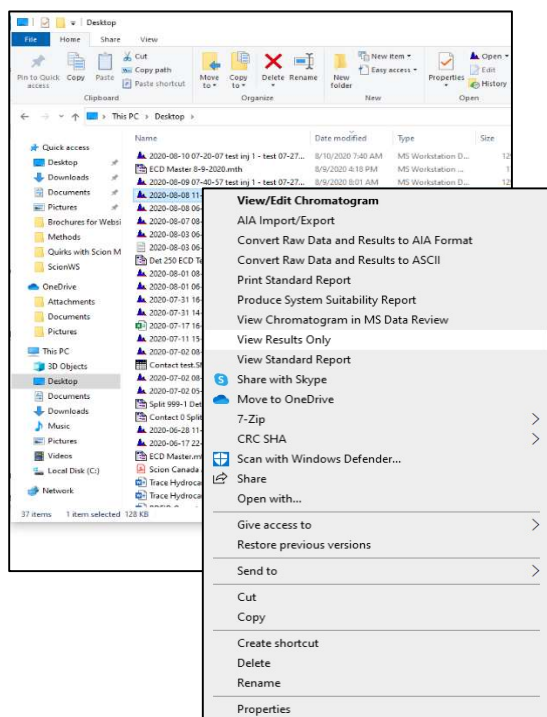 Desktop
File Home Share View
Pin to Quick access
Copy
Paste
Cut
Copy path
Paste shortcut
Clipboard
Move to
Copy to
Delete
Rename
Organize
New folder
New item
Easy access
New
Properties
Open
Edit
History
Open
This PC > Desktop >
Name Date modified Type Size
Quick access
Desktop
Downloads
Documents
Pictures
Brochures for Websi
Methods
Quirks with Scion M
ScionWS
OneDrive
Attachments
Documents
Pictures
This PC
3D Objects
Desktop
Documents
Downloads
Music
Pictures
Videos
Local Disk (C:)
Network
2020-08-10 07-20-07 test inj 1 - test 07-27... 8/10/2020 7:40 AM MS Workstation D...
ECD Master 8-9-2020.mth 8/9/2020 4:18 PM MS Workstation ...
2020-08-09 07-40-57 test inj 1 - test 07-27... 8/9/2020 8:01 AM MS Workstation D...
2020-08-08 11-
2020-08-08 06-
2020-08-07 08-
2020-08-03 06-
2020-08-03 06-
Det 250 ECD Te
2020-08-01 08-
2020-08-01 06-
2020-07-31 16-
2020-07-31 14-
2020-07-17 16-
2020-07-11 15-
2020-07-02 08-
Contact test.SM
2020-07-02 08-
2020-07-02 05-
Split 999-1 Det
Contact 0 Split
2020-06-28 11-
2020-06-17 22-
ECD Master.m
Scion Canada
Trace Hydroca
Trace Hydroca
37 items 1 item selected 128 KB
View/Edit Chromatogram
AIA Import/Export
Convert Raw Data and Results to AIA Format
Convert Raw Data and Results to ASCII
Print Standard Report
Produce System Suitability Report
View Chromatogram in MS Data Review
View Results Only
View Standard Report
Share with Skype
Move to OneDrive
7-Zip
CRC SHA
Scan with Windows Defender...
Share
Open with...
Give access to
Restore previous versions
Send to
Cut
Copy
Create shortcut
Delete
Rename
Properties